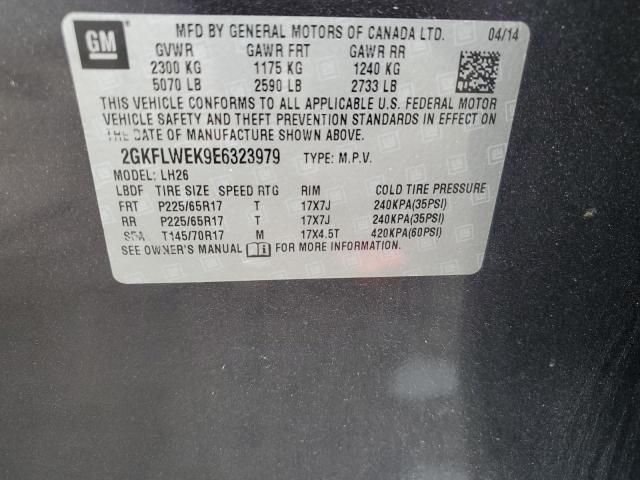 GM
MFD BY GENERAL MOTORS OF CANADA LTD. 04/14
GVWR GAWR FRT GAWR RR
2300 KG 1175 KG 1240 KG
5070 LB 2590 LB 2733 LB
THIS VEHICLE CONFORMS TO ALL APPLICABLE U.S. FEDERAL MOTOR
VEHICLE SAFETY AND THEFT PREVENTION STANDARDS IN EFFECT ON
THE DATE OF MANUFACTURE SHOWN ABOVE.
2GKFLWEK9E6323979 TYPE: M.P.V.
MODEL: LH26
LBDF TIRE SIZE SPEED RTG RIM COLD TIRE PRESSURE
FRT P225/65R17 T 17X7J 240KPA(35PSI)
RR P225/65R17 T 17X7J 240KPA(35PSI)
SPA T145/70R17 M 17X4.5T 420KPA(60PSI)
SEE OWNER'S MANUAL FOR MORE INFORMATION.